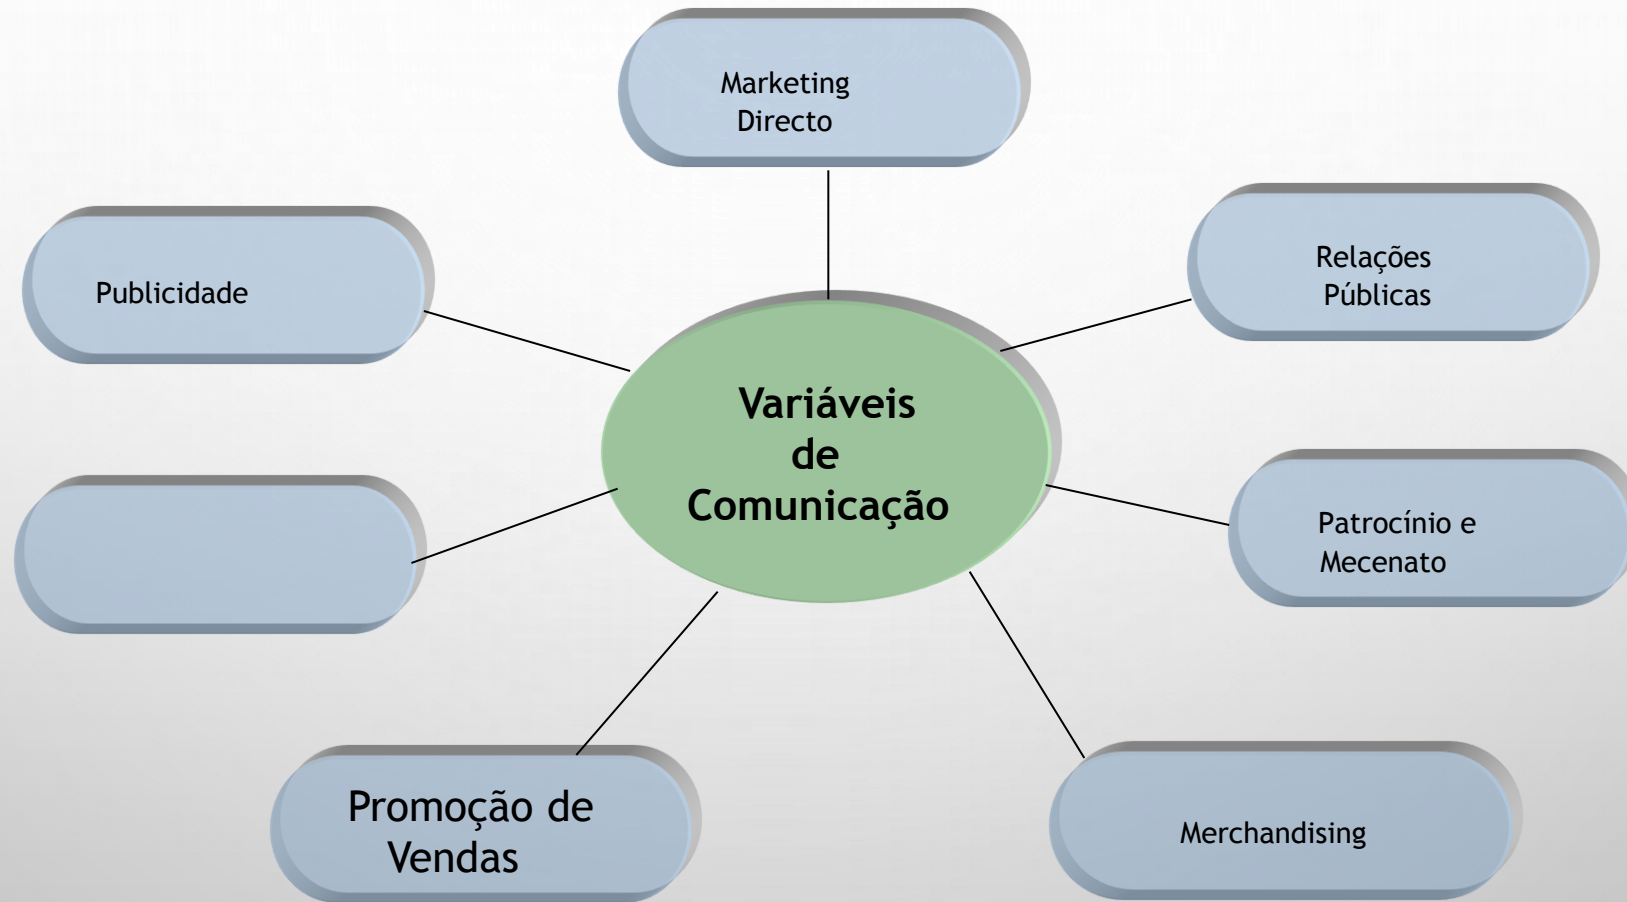 Marketing
Directo
Publicidade
Relações
Públicas
Variáveis
de
Comunicação
Patrocínio e
Mecenato
Promoção de
Vendas
Merchandising